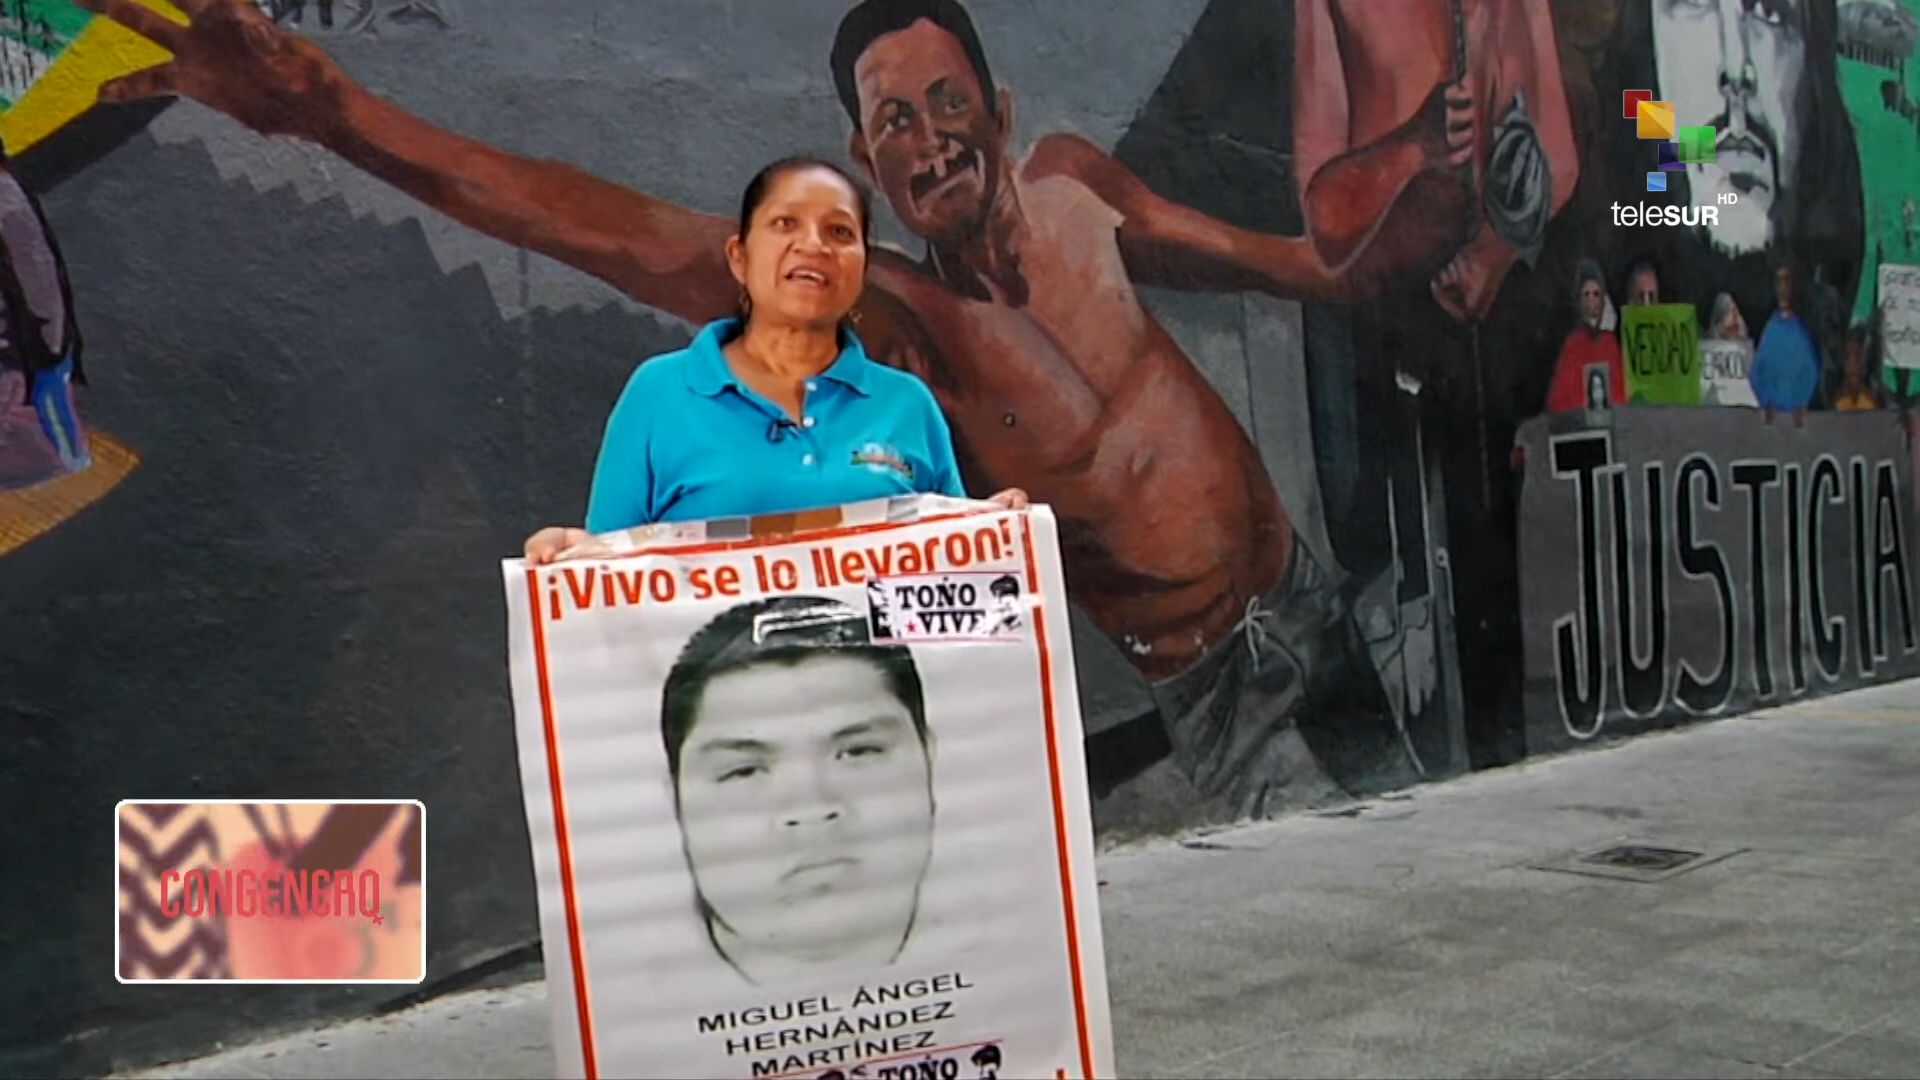 teleSUR HD
VERDAD
JUSTICIA
¡Vivo se lo llevaron!
TOÑO
VIVE
MIGUEL ÁNGEL
HERNÁNDEZ
MARTÍNEZ
TOÑO
CONGENERO*